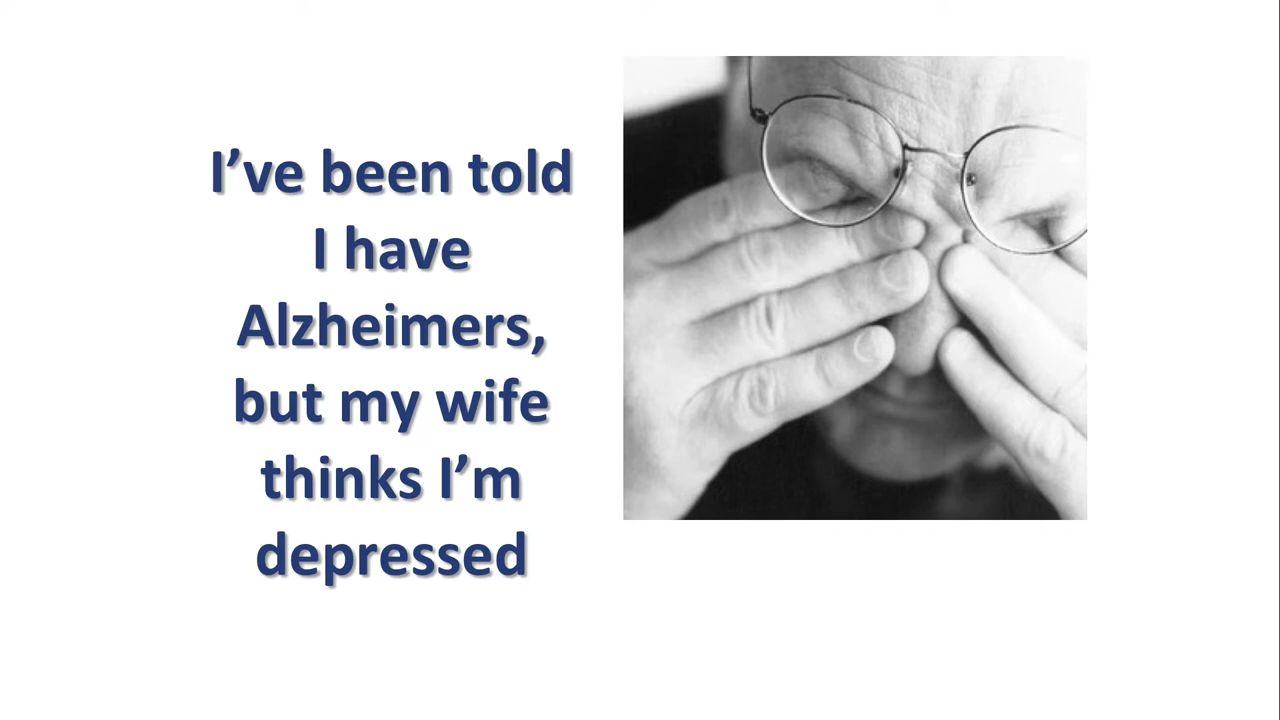 I’ve been told
I have
Alzheimers,
but my wife
thinks I’m
depressed